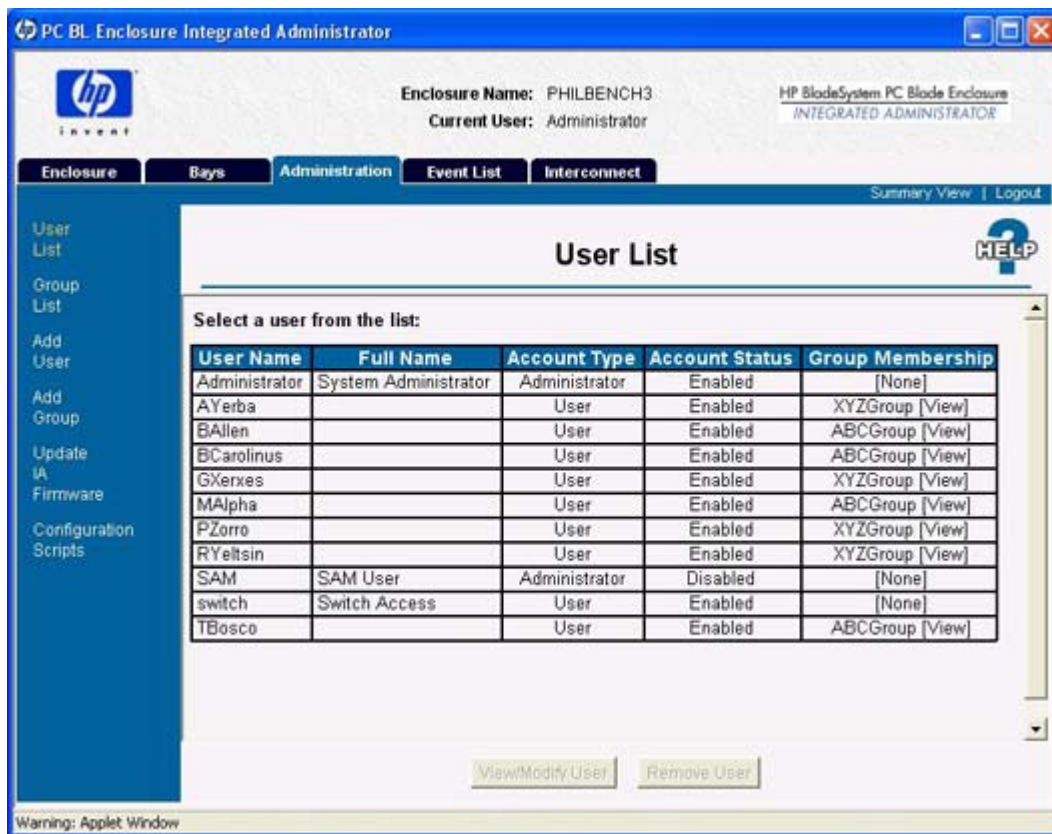 PC BL Enclosure Integrated Administrator
hp
invent
Enclosure Name: PHILBENCH3
Current User: Administrator
HP BladeSystem PC Blade Enclosure
INTEGRATED ADMINISTRATOR
Enclosure Bays Administration Event List Interconnect
Summary View | Logout
User
List
Group
List
Add
User
Add
Group
Update
IA
Firmware
Configuration
Scripts
User List
? HELP
Select a user from the list:
User Name Full Name Account Type Account Status Group Membership
Administrator System Administrator Administrator Enabled [None]
AYerba User Enabled XYZGroup [View]
BAllen User Enabled ABCGroup [View]
BCarolinus User Enabled ABCGroup [View]
GXerxes User Enabled XYZGroup [View]
MAlpha User Enabled ABCGroup [View]
PZorro User Enabled XYZGroup [View]
RYeltsin User Enabled XYZGroup [View]
SAM SAM User Administrator Disabled [None]
switch Switch Access User Enabled [None]
TBosco User Enabled ABCGroup [View]
View/Modify User Remove User
Warning: Applet Window